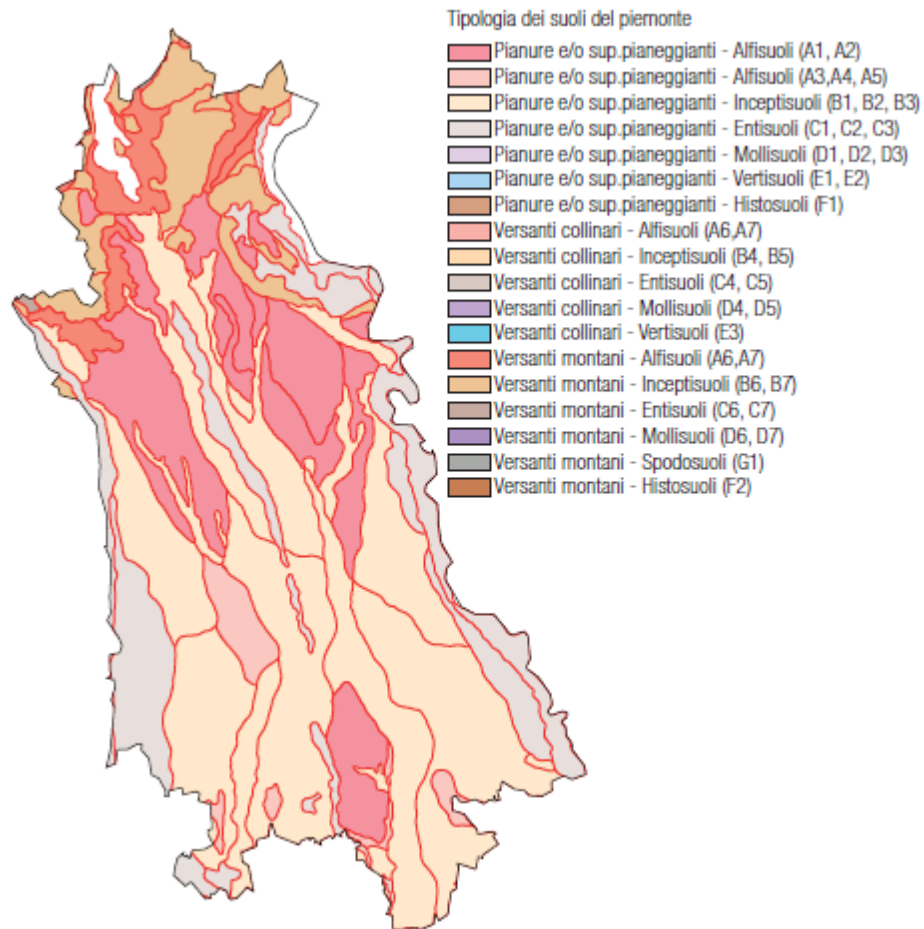 Tipologia dei suoli del piemonte
Pianure e/o sup.pianeggianti - Alfisuoli (A1, A2)
Pianure e/o sup.pianeggianti - Alfisuoli (A3,A4, A5)
Pianure e/o sup.pianeggianti - Inceptisuoli (B1, B2, B3)
Pianure e/o sup.pianeggianti - Entisuoli (C1, C2, C3)
Pianure e/o sup.pianeggianti - Mollisuoli (D1, D2, D3)
Pianure e/o sup.pianeggianti - Vertisuoli (E1, E2)
Pianure e/o sup.pianeggianti - Histosuoli (F1)
Versanti collinari - Alfisuoli (A6,A7)
Versanti collinari - Inceptisuoli (B4, B5)
Versanti collinari - Entisuoli (C4, C5)
Versanti collinari - Mollisuoli (D4, D5)
Versanti collinari - Vertisuoli (E3)
Versanti montani - Alfisuoli (A6,A7)
Versanti montani - Inceptisuoli (B6, B7)
Versanti montani - Entisuoli (C6, C7)
Versanti montani - Mollisuoli (D6, D7)
Versanti montani - Spodosuoli (G1)
Versanti montani - Histosuoli (F2)